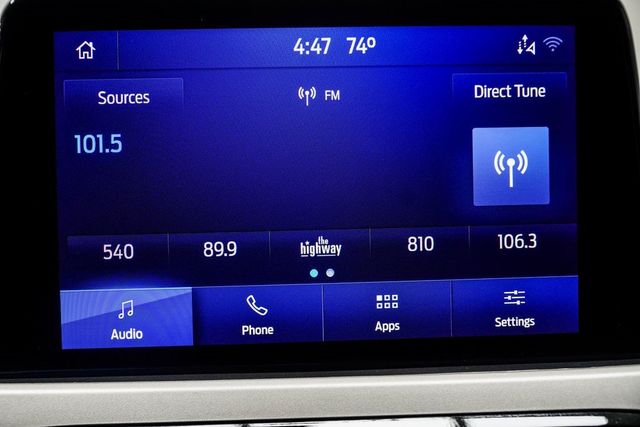 4:47 74°
Sources
FM
Direct Tune
101.5
540 89.9 the highway 810 106.3
Audio Phone Apps Settings